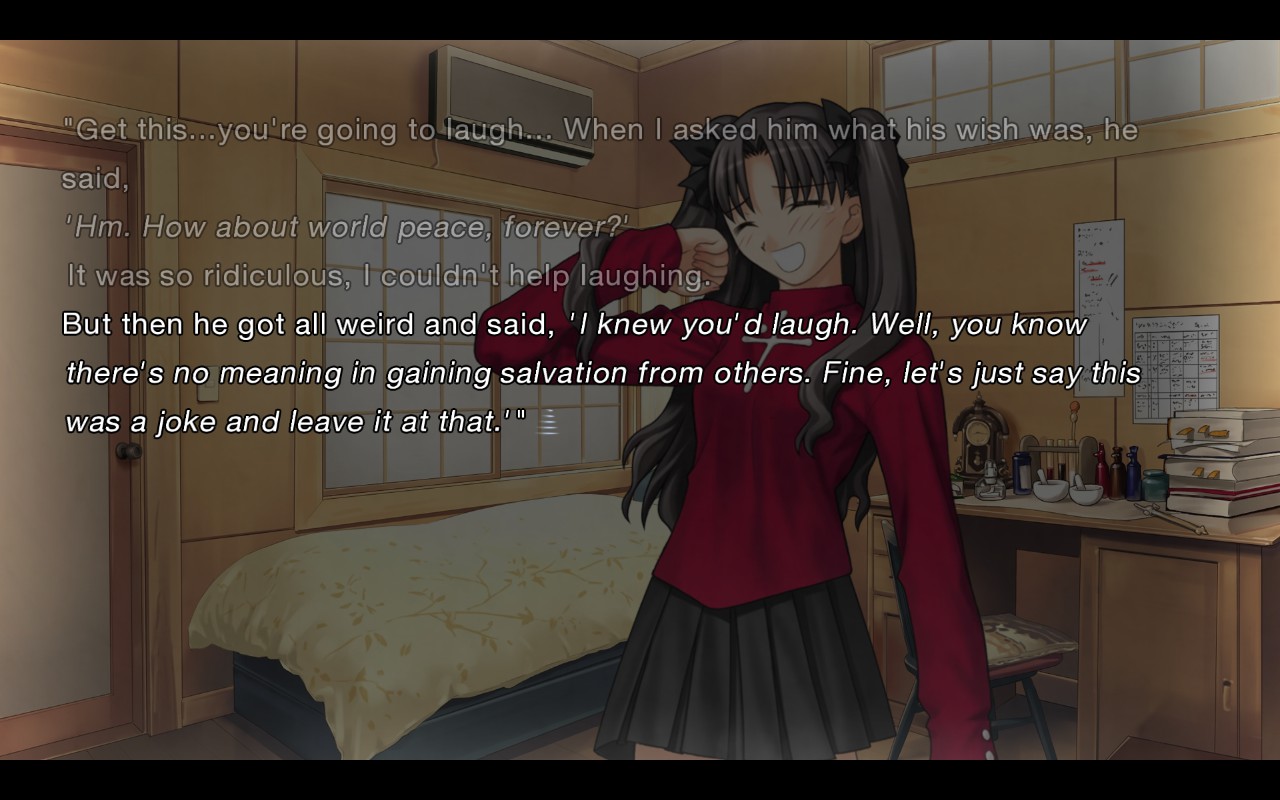 "Get this...you're going to laugh... When I asked him what his wish was, he
said,
'Hm. How about world peace, forever?'
It was so ridiculous, I couldn't help laughing.
But then he got all weird and said, 'I knew you'd laugh. Well, you know
there's no meaning in gaining salvation from others. Fine, let's just say this
was a joke and leave it at that.'"